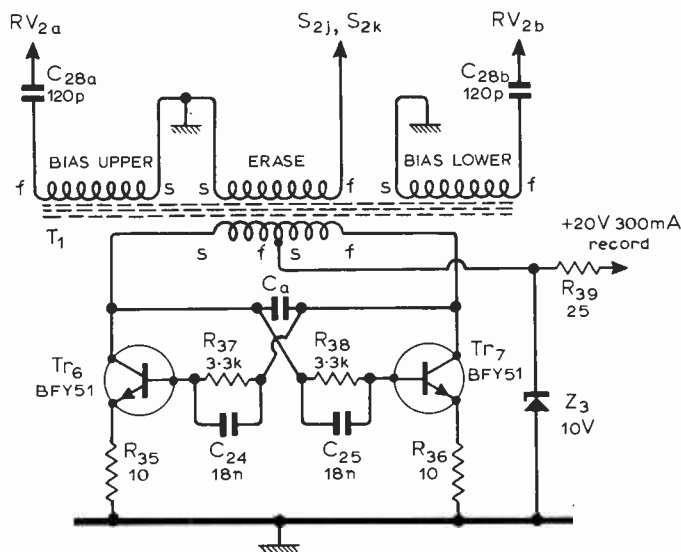 RV2a
S2j, S2k
RV2b
C28a
120p
C28b
120p
BIAS UPPER
ERASE
BIAS LOWER
f
s
s
f
s
f
T1
s
f
s
f
+20V 300mA
record
R39
25
Ca
R37
3·3k
R38
3·3k
Tr6
BFY51
Tr7
BFY51
C24
18n
C25
18n
Z3
10V
R35
10
R36
10